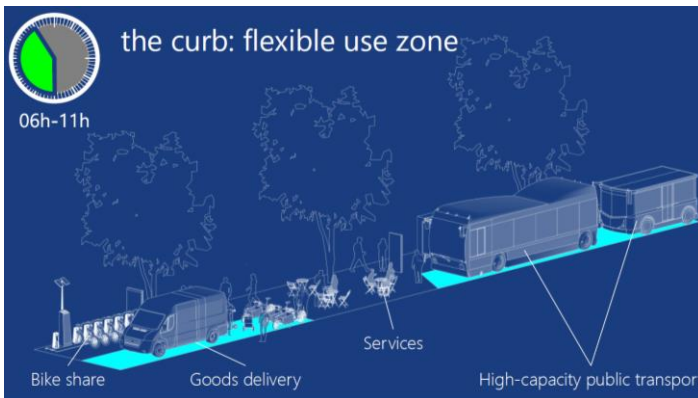 the curb: flexible use zone
06h-11h
Bike share
Goods delivery
Services
High-capacity public transpor